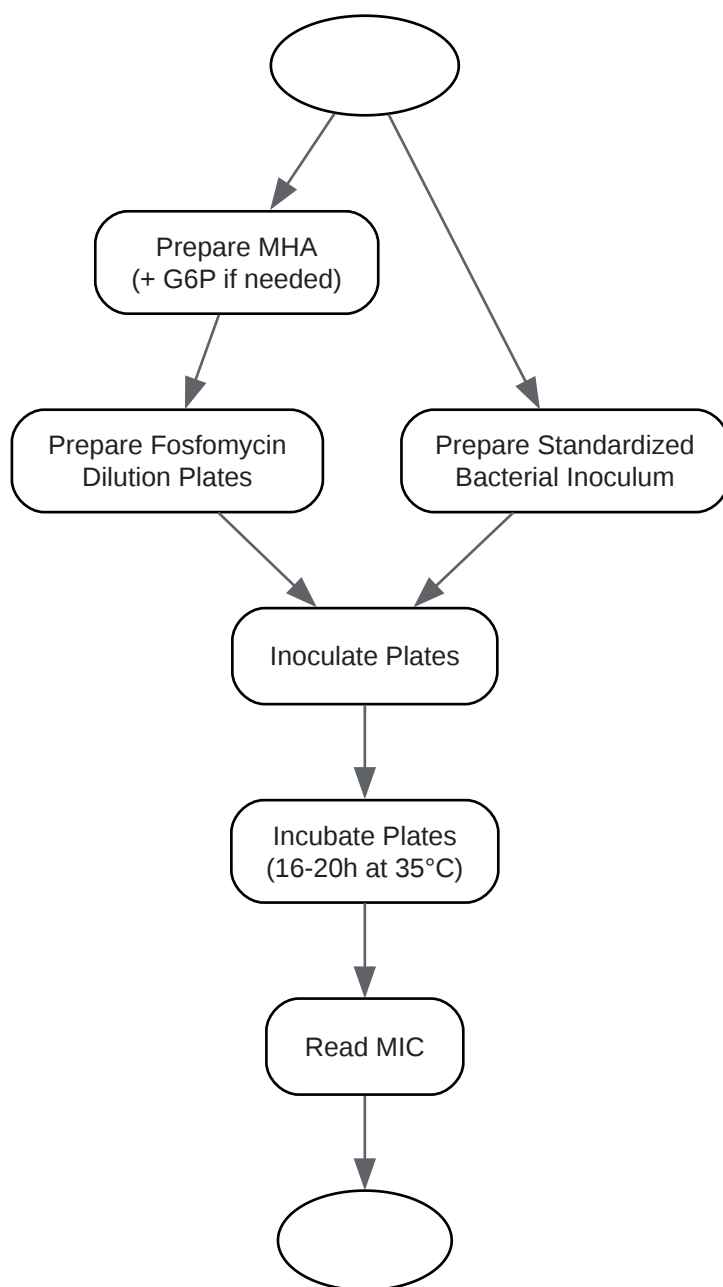 Prepare MHA
(+ G6P if needed)
Prepare Fosfomycin
Dilution Plates
Prepare Standardized
Bacterial Inoculum
Inoculate Plates
Incubate Plates
(16-20h at 35°C)
Read MIC